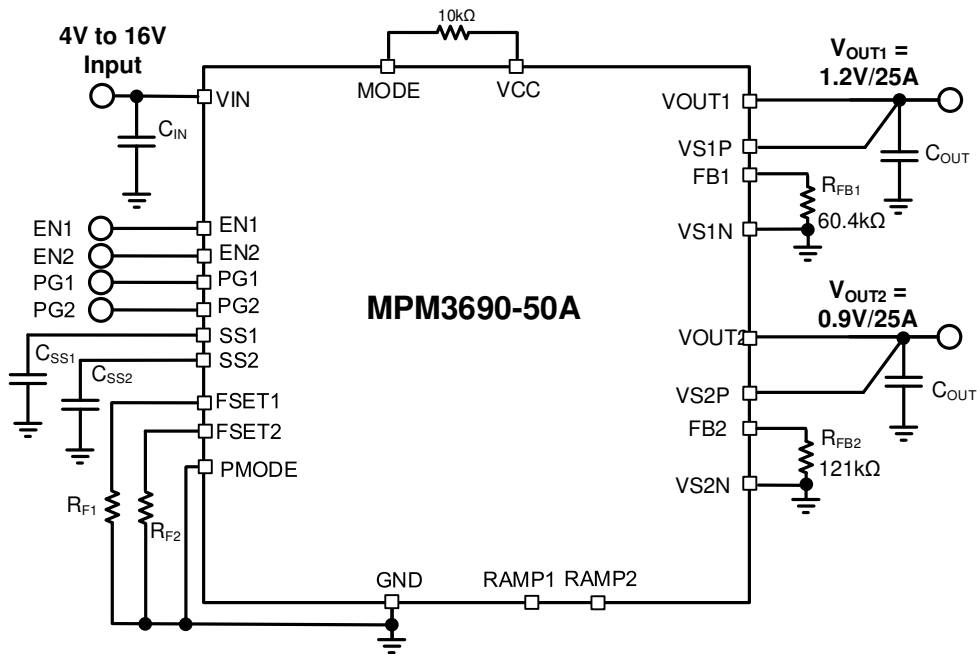 10kΩ
4V to 16V
Input
MODE
VCC
VOUT1 =
1.2V/25A
VIN
VOUT1
CIN
VS1P
COUT
FB1
RFB1
60.4kΩ
VS1N
EN1
EN1
EN2
EN2
PG1
PG1
PG2
PG2
MPM3690-50A
VOUT2 =
0.9V/25A
SS1
VOUT2
CSS1
SS2
CSS2
VS2P
COUT
FSET1
FB2
FSET2
RFB2
121kΩ
PMODE
VS2N
RF1
RF2
GND
RAMP1
RAMP2